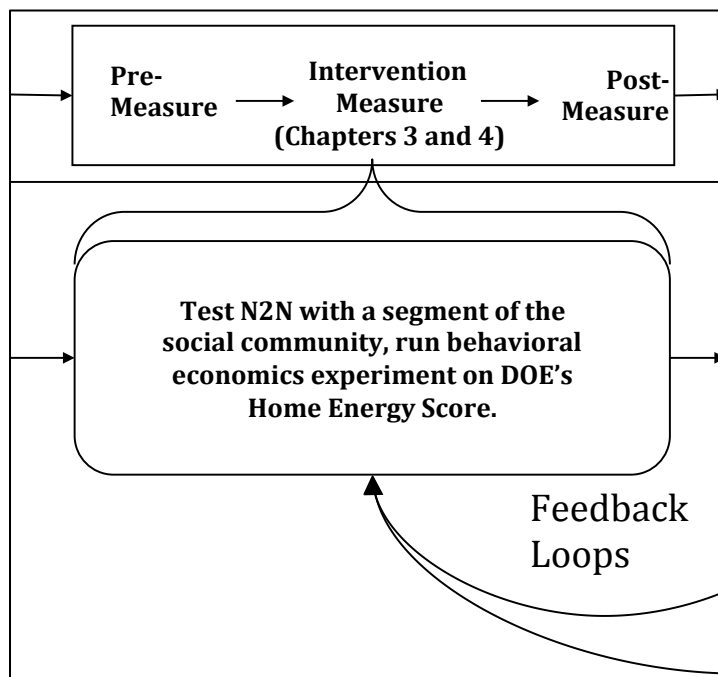 Pre-
Measure
Intervention
Measure
(Chapters 3 and 4)
Post-
Measure
Test N2N with a segment of the
social community, run behavioral
economics experiment on DOE’s
Home Energy Score.
Feedback
Loops